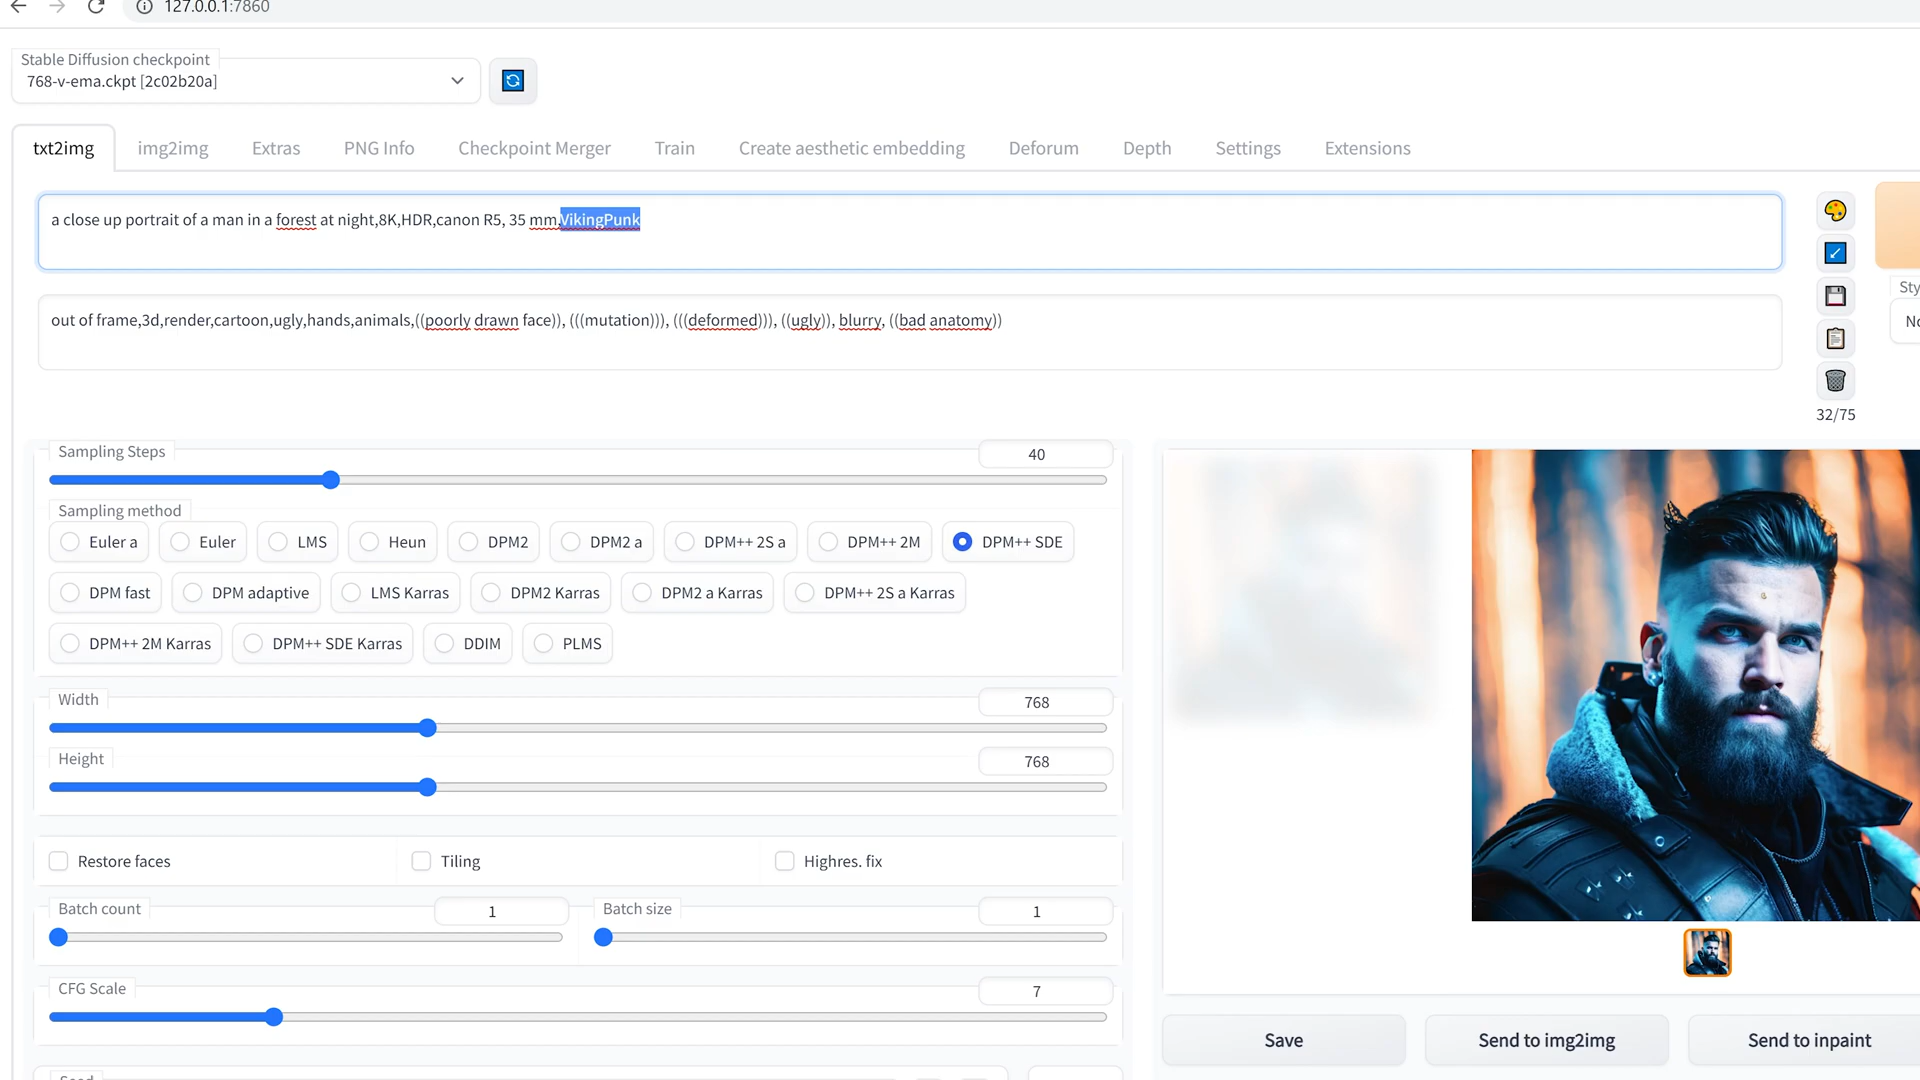 127.0.0.1:7860
Stable Diffusion checkpoint
768-v-ema.ckpt [2c02b20a]
txt2img img2img Extras PNG Info Checkpoint Merger Train Create aesthetic embedding Deforum Depth Settings Extensions
a close up portrait of a man in a forest at night,8K,HDR,canon R5, 35 mm,VikingPunk
out of frame,3d,render,cartoon,ugly,hands,animals,((poorly drawn face)), (((mutation))), (((deformed))), ((ugly)), blurry, ((bad anatomy))
32/75
Sampling Steps 40
Sampling method
Euler a Euler LMS Heun DPM2 DPM2 a DPM++ 2S a DPM++ 2M DPM++ SDE
DPM fast DPM adaptive LMS Karras DPM2 Karras DPM2 a Karras DPM++ 2S a Karras
DPM++ 2M Karras DPM++ SDE Karras DDIM PLMS
Width 768
Height 768
Restore faces Tiling Highres. fix
Batch count 1 Batch size 1
CFG Scale 7
Save Send to img2img Send to inpaint